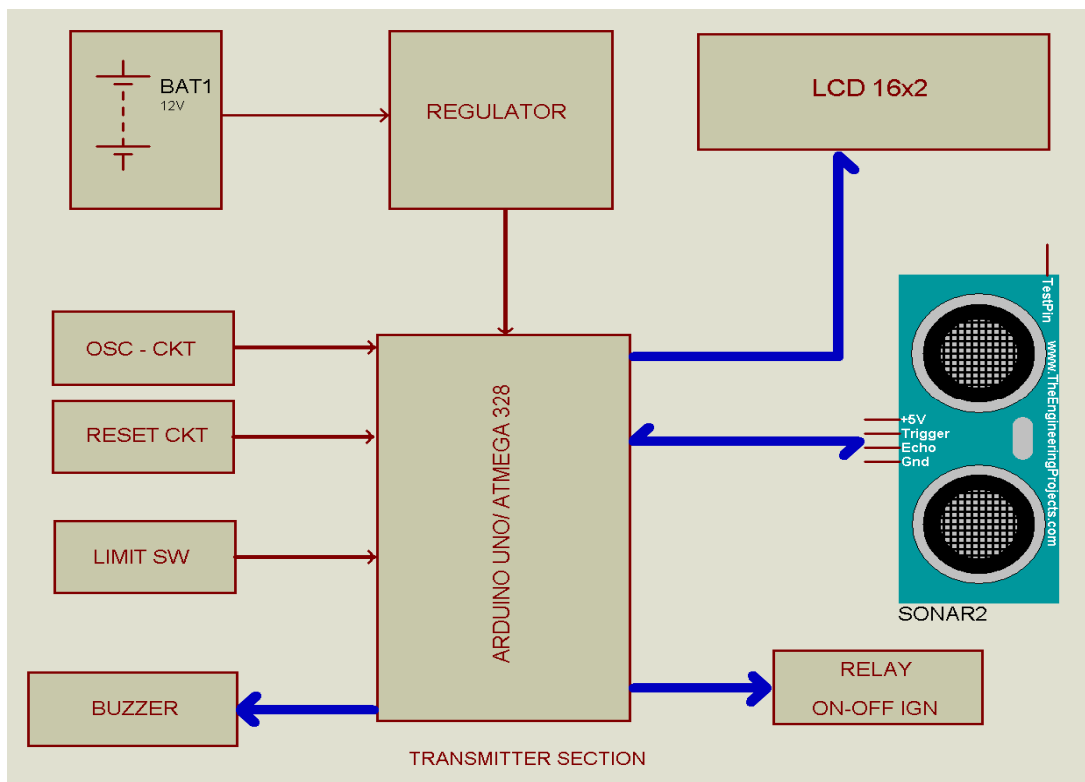 BAT1
12V
REGULATOR
LCD 16x2
TestPin
www.TheEngineeringProjects.com
OSC - CKT
RESET CKT
LIMIT SW
BUZZER
ARDUINO UNO/ ATMEGA 328
+5V
Trigger
Echo
Gnd
SONAR2
RELAY
ON-OFF IGN
TRANSMITTER SECTION